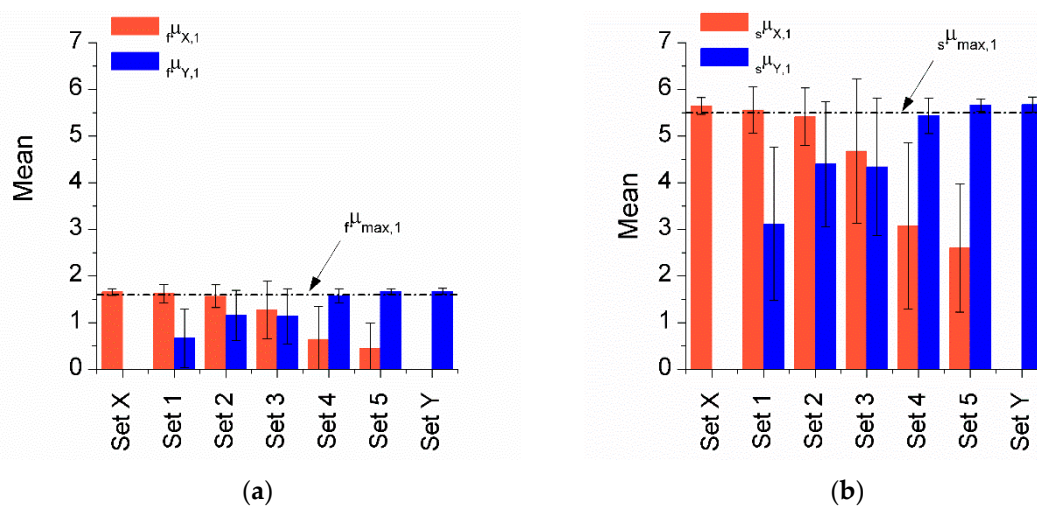 fμX,1
fμY,1
7
6
5
4
3
2
1
0
Mean
fμmax,1
Set X
Set 1
Set 2
Set 3
Set 4
Set 5
Set Y
(a)
sμX,1
sμY,1
sμmax,1
7
6
5
4
3
2
1
0
Mean
Set X
Set 1
Set 2
Set 3
Set 4
Set 5
Set Y
(b)